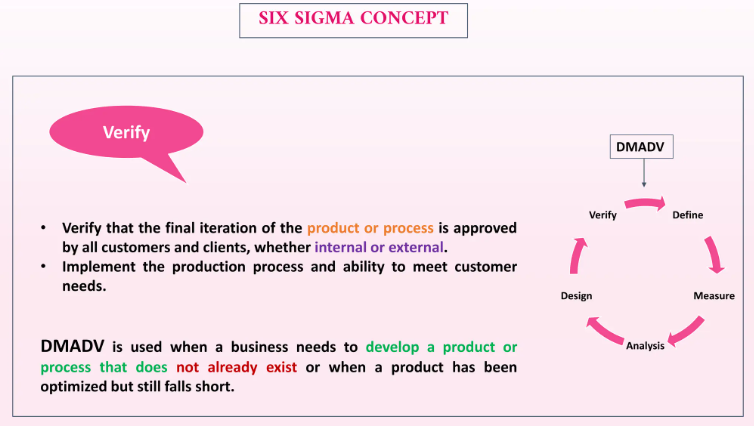 SIX SIGMA CONCEPT
Verify
• Verify that the final iteration of the product or process is approved
by all customers and clients, whether internal or external.
• Implement the production process and ability to meet customer
needs.
DMADV is used when a business needs to develop a product or
process that does not already exist or when a product has been
optimized but still falls short.
DMADV
Verify
Define
Design
Measure
Analysis